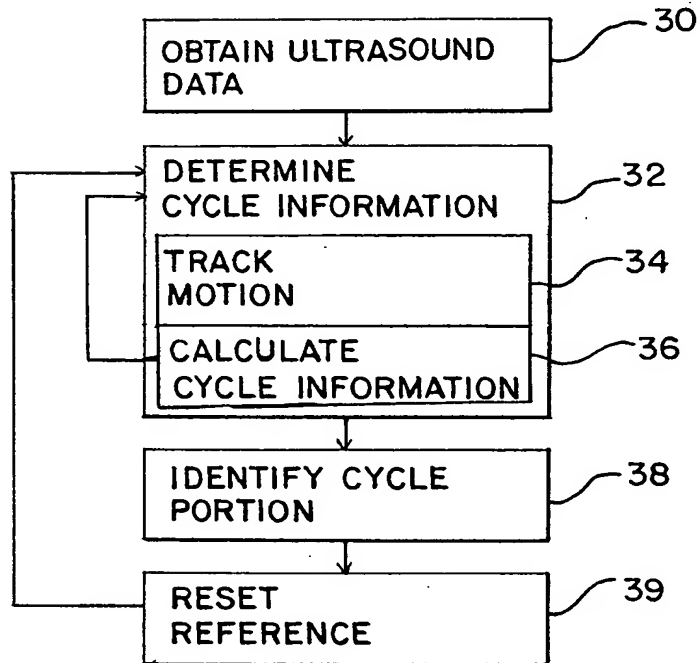 OBTAIN ULTRASOUND
DATA
30
DETERMINE
CYCLE INFORMATION
32
TRACK
MOTION
34
CALCULATE
CYCLE INFORMATION
36
IDENTIFY CYCLE
PORTION
38
RESET
REFERENCE
39